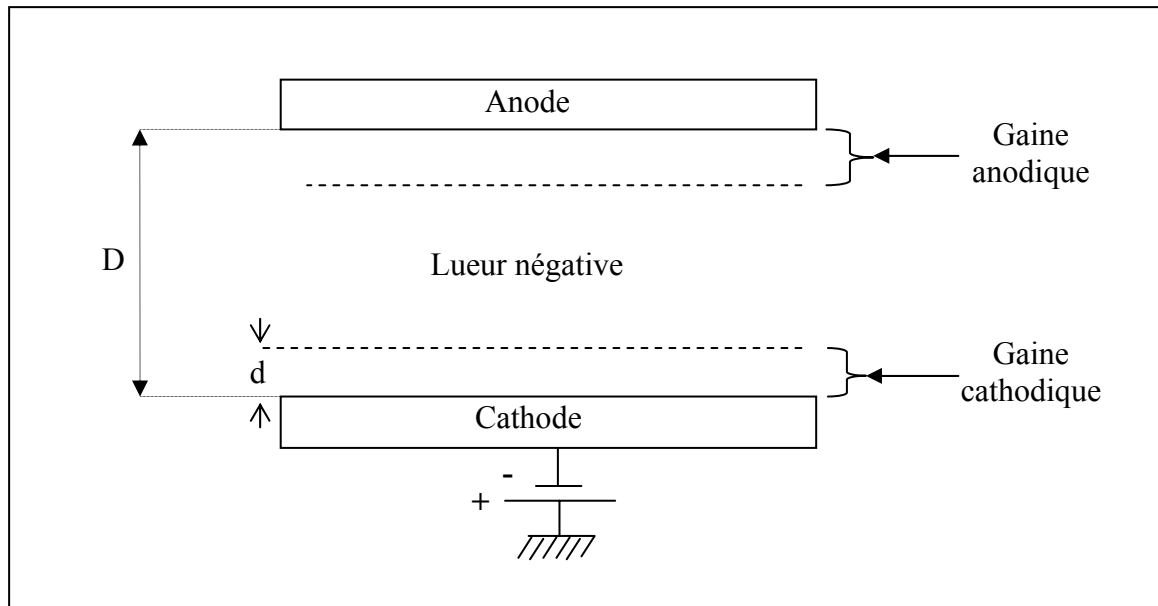 Anode
Gaine
anodique
D
Lueur négative
d
Gaine
cathodique
Cathode
-
+